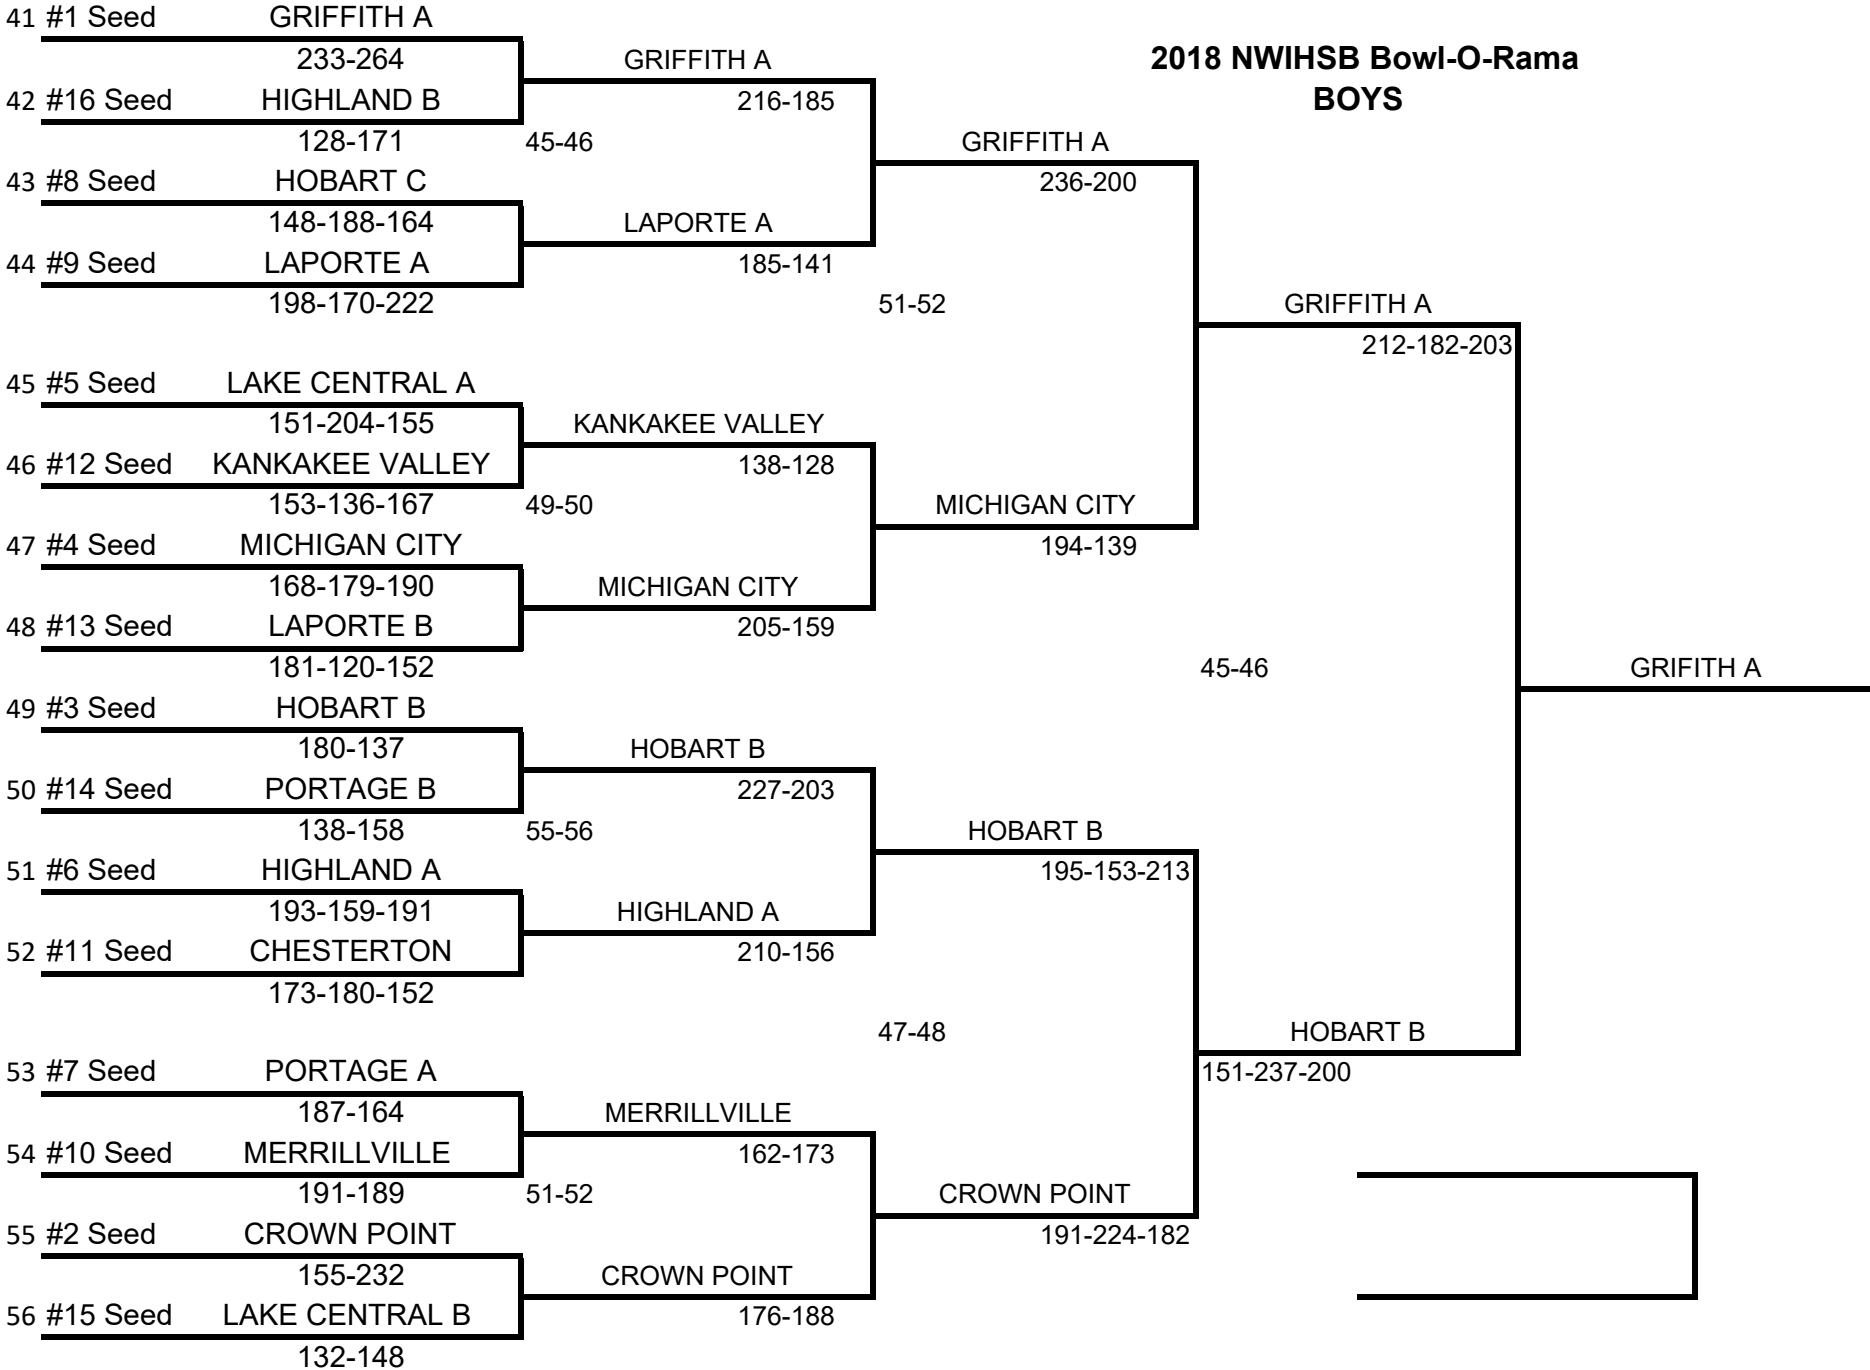 2018 NWIHSB Bowl-O-Rama
BOYS
41 #1 Seed GRIFFITH A
233-264
42 #16 Seed HIGHLAND B
128-171
43 #8 Seed HOBART C
148-188-164
44 #9 Seed LAPORTE A
198-170-222
45 #5 Seed LAKE CENTRAL A
151-204-155
46 #12 Seed KANKAKEE VALLEY
153-136-167
47 #4 Seed MICHIGAN CITY
168-179-190
48 #13 Seed LAPORTE B
181-120-152
49 #3 Seed HOBART B
180-137
50 #14 Seed PORTAGE B
138-158
51 #6 Seed HIGHLAND A
193-159-191
52 #11 Seed CHESTERTON
173-180-152
53 #7 Seed PORTAGE A
187-164
54 #10 Seed MERRILLVILLE
191-189
55 #2 Seed CROWN POINT
155-232
56 #15 Seed LAKE CENTRAL B
132-148
GRIFFITH A
216-185
45-46
LAPORTE A
185-141
KANKAKEE VALLEY
138-128
49-50
MICHIGAN CITY
205-159
HOBART B
227-203
55-56
HIGHLAND A
210-156
MERRILLVILLE
162-173
51-52
CROWN POINT
176-188
GRIFFITH A
236-200
51-52
MICHIGAN CITY
194-139
HOBART B
195-153-213
47-48
CROWN POINT
191-224-182
GRIFFITH A
212-182-203
45-46
HOBART B
151-237-200
GRIFITH A